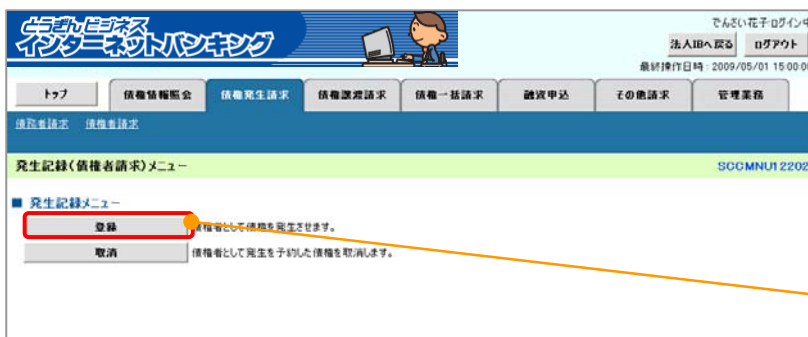 とうぎんビジネス
インターネットバンキング
でんさい花子 ログイン中
法人IBへ戻る ログアウト
最終操作日時:2009/05/01 15:00:00
トップ 債権情報照会 債権発生請求 債権譲渡請求 債権一括請求 融資申込 その他請求 管理業務
債務者請求 債権者請求
発生記録(債権者請求)メニュー SCCMNU12202
■ 発生記録メニュー
登録 債権者として債権を発生させます。
取消 債権者として発生を予約した債権を取消します。